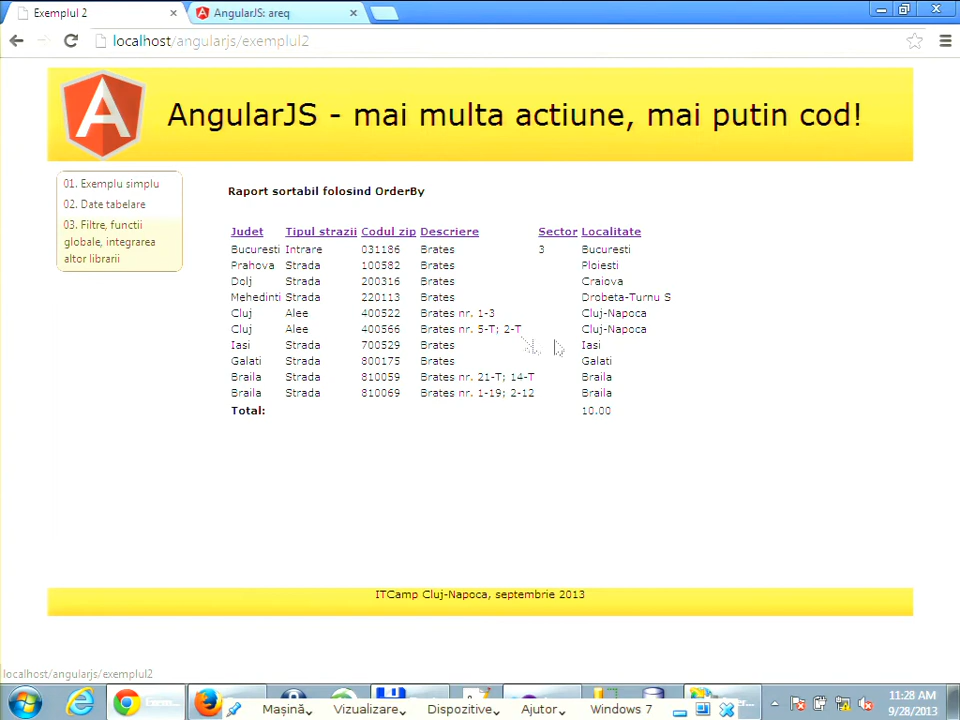 Exemplul 2
AngularJS: areq
localhost/angularjs/exemplul2
AngularJS - mai multa actiune, mai putin cod!
01. Exemplu simplu
02. Date tabelare
03. Filtre, functii
globale, integrarea
altor librarii
Raport sortabil folosind OrderBy
Judet Tipul strazii Codul zip Descriere Sector Localitate
Bucuresti Intrare 031186 Brates 3 Bucuresti
Prahova Strada 100582 Brates Ploiesti
Dolj Strada 200316 Brates Craiova
Mehedinti Strada 220113 Brates Drobeta-Turnu S
Cluj Alee 400522 Brates nr. 1-3 Cluj-Napoca
Cluj Alee 400566 Brates nr. 5-T; 2-T Cluj-Napoca
Iasi Strada 700529 Brates Iasi
Galati Strada 800175 Brates Galati
Braila Strada 810059 Brates nr. 21-T; 14-T Braila
Braila Strada 810069 Brates nr. 1-19; 2-12 Braila
Total: 10.00
ITCamp Cluj-Napoca, septembrie 2013
localhost/angularjs/exemplul2
Mașină Vizualizare Dispozitive Ajutor Windows 7
11:28 AM
9/28/2013